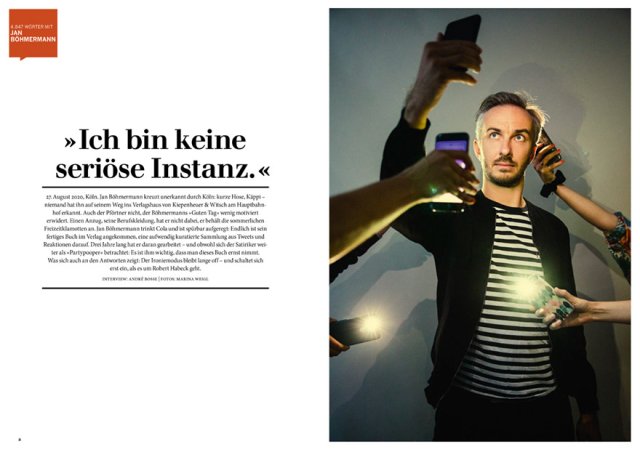 6.847 WÖRTER MIT
JAN
BÖHMERMANN
»Ich bin keine
seriöse Instanz.«
27. August 2020, Köln. Jan Böhmermann kreuzt unerkannt durch Köln: kurze Hose, Käppi –
niemand hat ihn auf seinem Weg ins Verlagshaus von Kiepenheuer & Witsch am Hauptbahn-
hof erkannt. Auch der Pförtner nicht, der Böhmermanns »Guten Tag« wenig motiviert
erwidert. Einen Anzug, seine Berufskleidung, hat er nicht dabei, er behält die sommerlichen
Freizeitklamotten an. Jan Böhmermann trinkt Cola und ist spürbar aufgeregt: Endlich ist sein
fertiges Buch im Verlag angekommen, eine aufwendig kuratierte Sammlung aus Tweets und
Reaktionen darauf. Drei Jahre lang hat er daran gearbeitet – und obwohl sich der Satiriker wei-
ter als »Partypooper« betrachtet: Es ist ihm wichtig, dass man dieses Buch ernst nimmt.
Was sich auch an den Antworten zeigt: Der Ironiemodus bleibt lange off – und schaltet sich
erst ein, als es um Robert Habeck geht.
INTERVIEW: ANDRÉ BOSSE | FOTOS: MARINA WEIGL